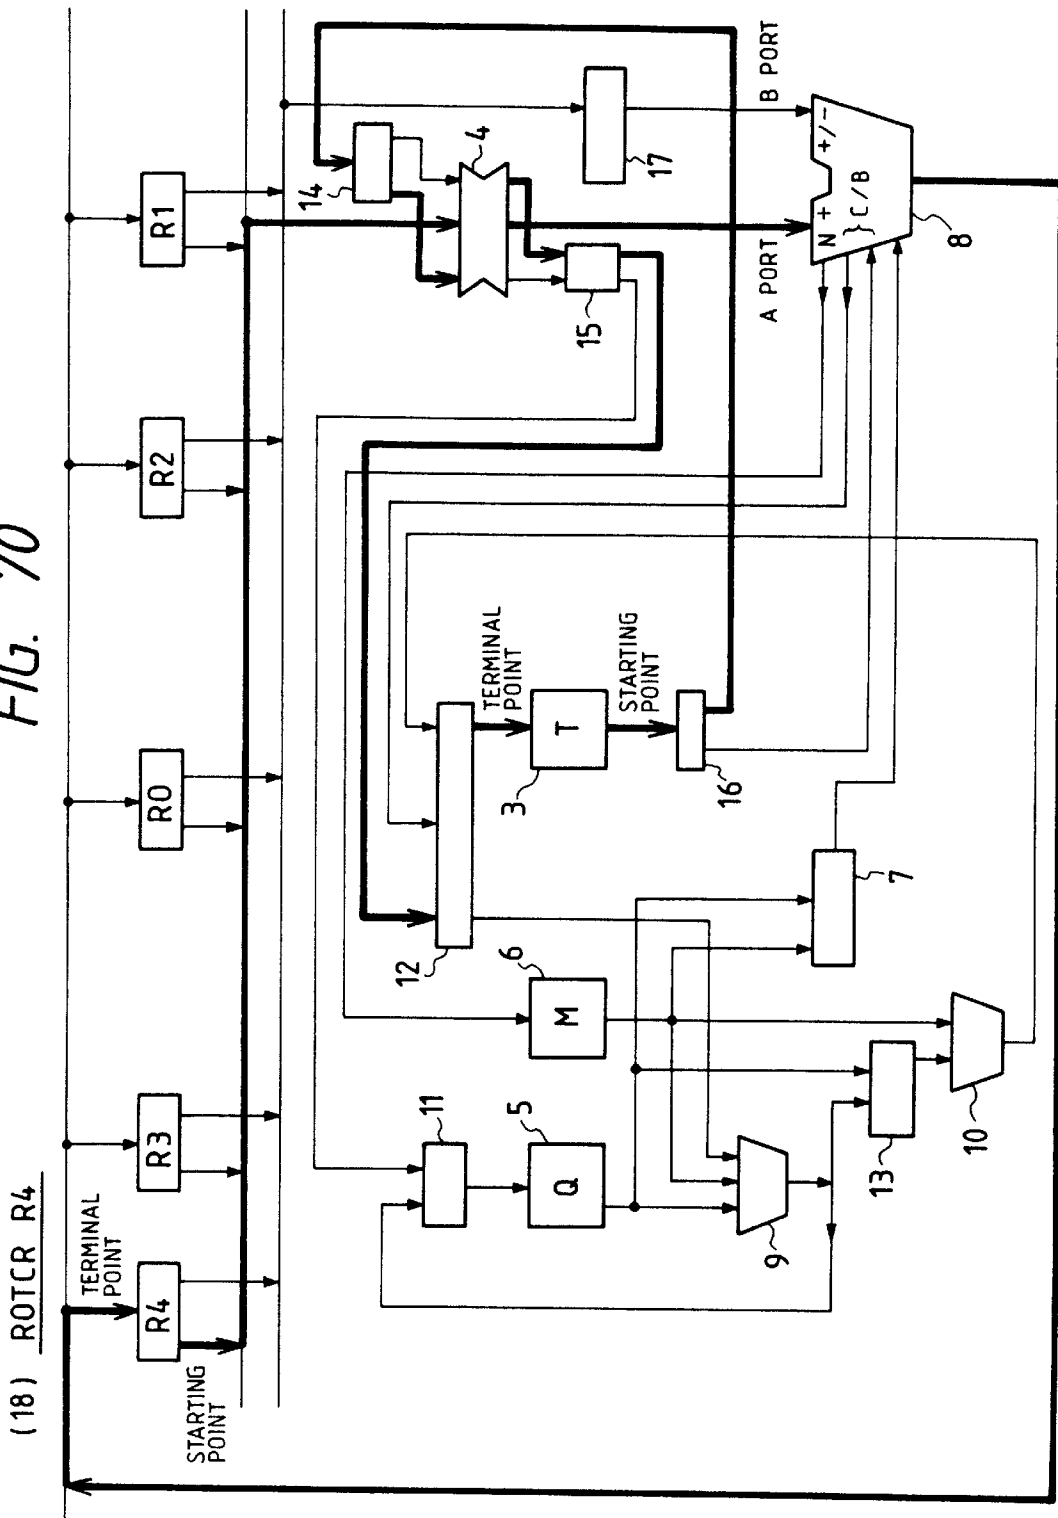 FIG. 70
(18) ROTCR R4
TERMINAL
POINT
R4
R3
R0
R2
R1
STARTING
POINT
14
4
15
17
A PORT
B PORT
N + +/-
} C/B
8
12
TERMINAL
POINT
T
3
STARTING
POINT
16
6
M
7
11
5
Q
9
13
10